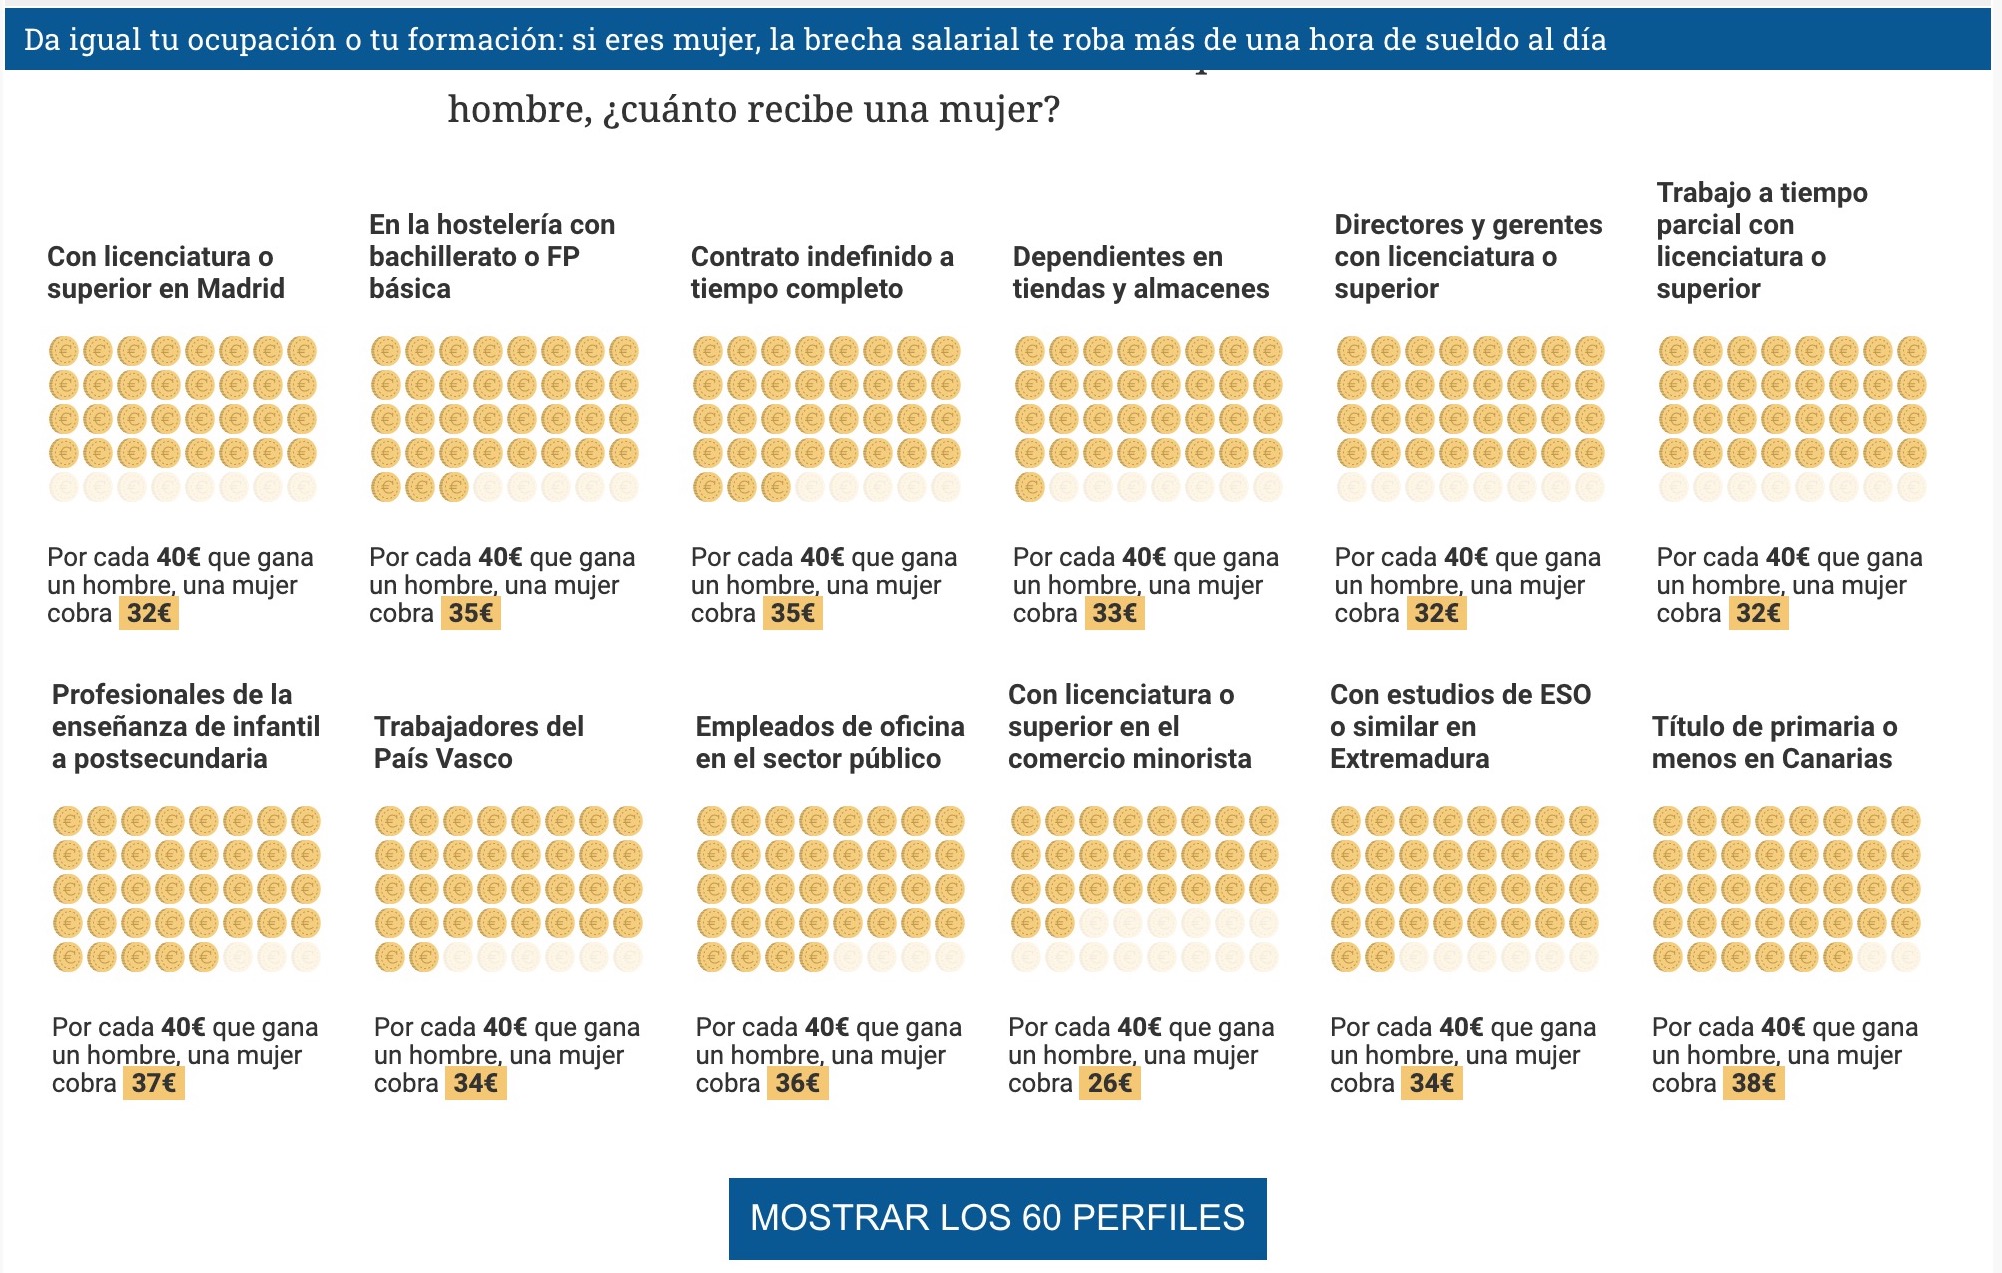 Da igual tu ocupación o tu formación: si eres mujer, la brecha salarial te roba más de una hora de sueldo al día
hombre, ¿cuánto recibe una mujer?
Con licenciatura o
superior en Madrid
Por cada 40€ que gana
un hombre, una mujer
cobra 32€
En la hostelería con
bachillerato o FP
básica
Por cada 40€ que gana
un hombre, una mujer
cobra 35€
Contrato indefinido a
tiempo completo
Por cada 40€ que gana
un hombre, una mujer
cobra 35€
Dependientes en
tiendas y almacenes
Por cada 40€ que gana
un hombre, una mujer
cobra 33€
Directores y gerentes
con licenciatura o
superior
Por cada 40€ que gana
un hombre, una mujer
cobra 32€
Trabajo a tiempo
parcial con
licenciatura o
superior
Por cada 40€ que gana
un hombre, una mujer
cobra 32€
Profesionales de la
enseñanza de infantil
a postsecundaria
Por cada 40€ que gana
un hombre, una mujer
cobra 37€
Trabajadores del
País Vasco
Por cada 40€ que gana
un hombre, una mujer
cobra 34€
Empleados de oficina
en el sector público
Por cada 40€ que gana
un hombre, una mujer
cobra 36€
Con licenciatura o
superior en el
comercio minorista
Por cada 40€ que gana
un hombre, una mujer
cobra 26€
Con estudios de ESO
o similar en
Extremadura
Por cada 40€ que gana
un hombre, una mujer
cobra 34€
Título de primaria o
menos en Canarias
Por cada 40€ que gana
un hombre, una mujer
cobra 38€
MOSTRAR LOS 60 PERFILES